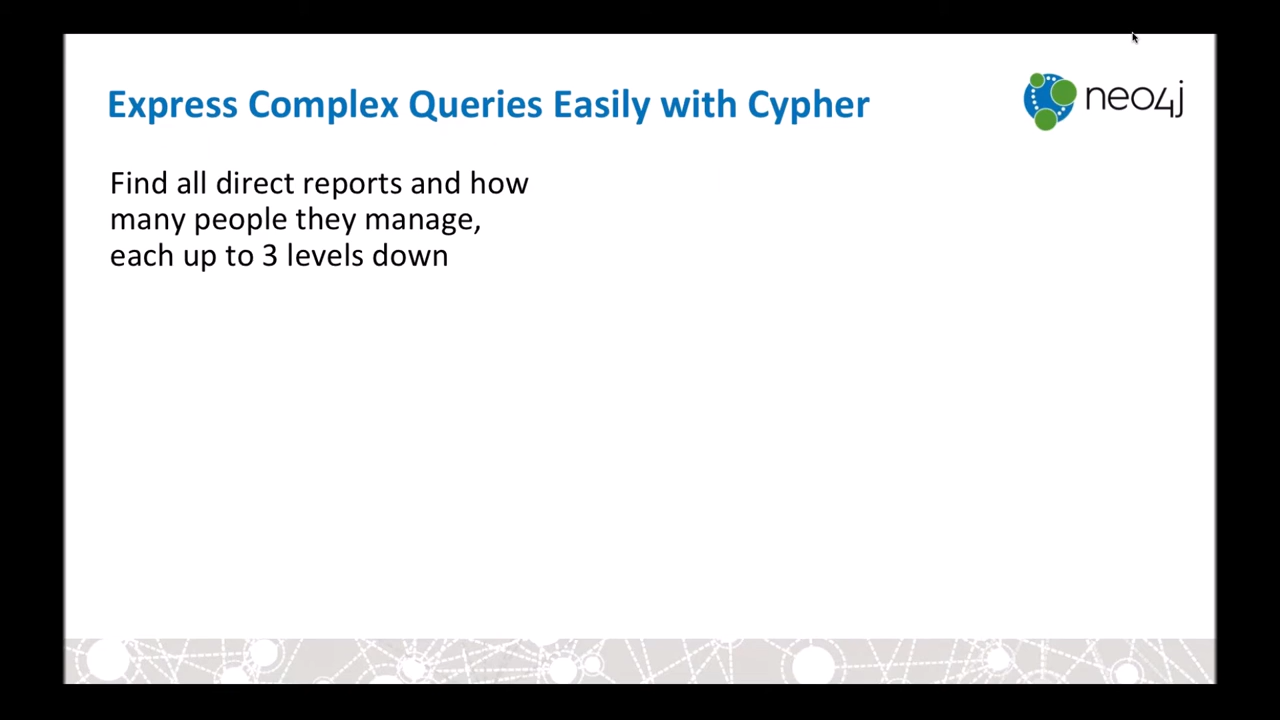 Express Complex Queries Easily with Cypher
neo4j
Find all direct reports and how
many people they manage,
each up to 3 levels down